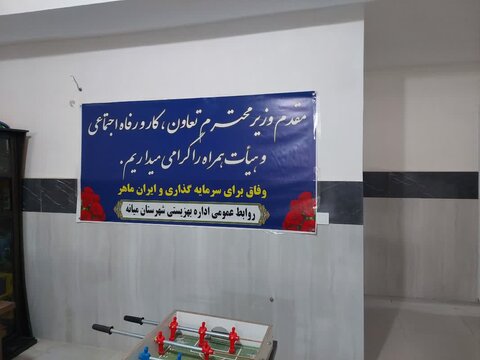 مقدم وزیر محترم تعاون، کار و رفاه اجتماعی
و هیأت همراه را گرامی میداریم.
وفاق برای سرمایه گذاری و ایران ماهر
روابط عمومی اداره بهزیستی شهرستان میانه